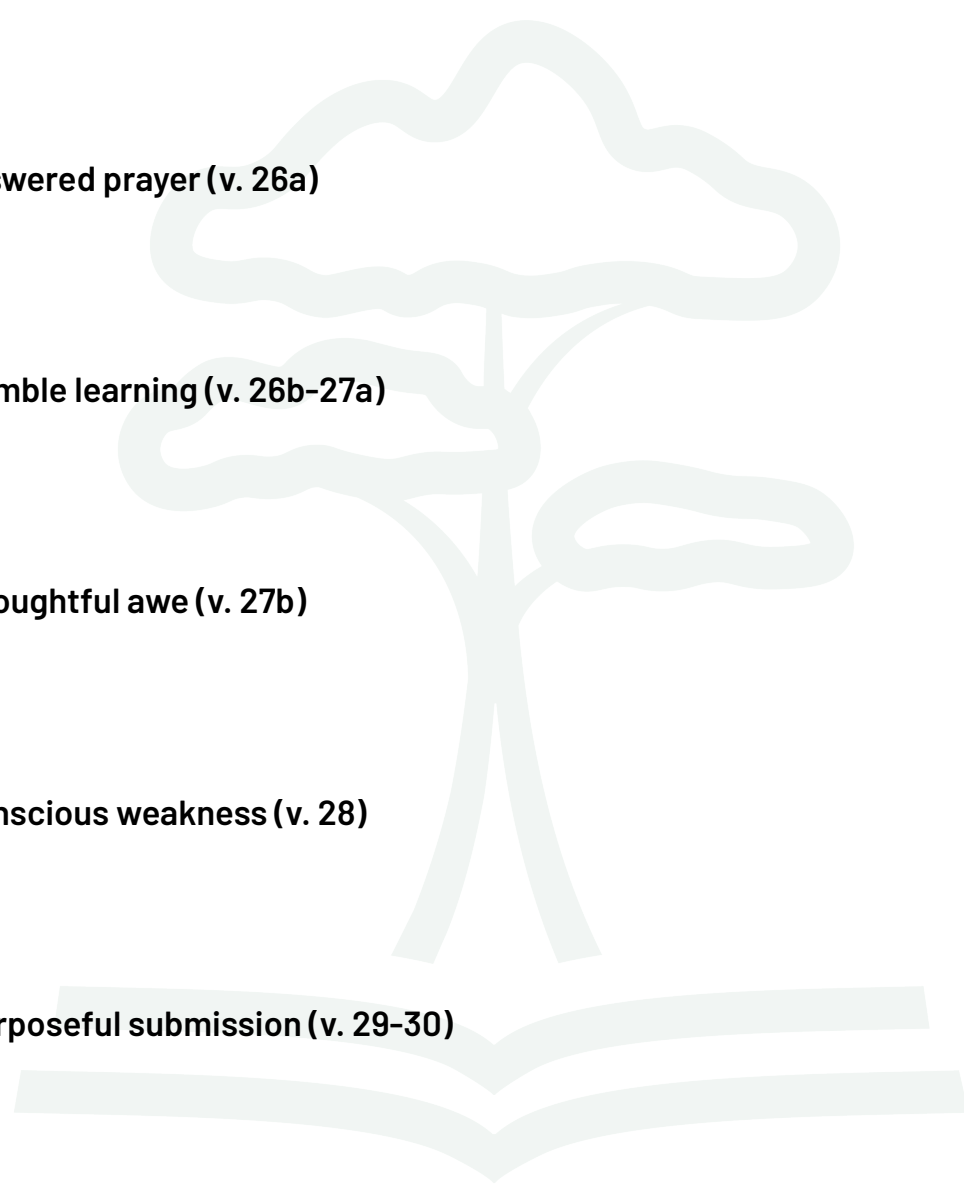 swered prayer (v. 26a)
mble learning (v. 26b-27a)
oughtful awe (v. 27b)
nscious weakness (v. 28)
rposeful submission (v. 29-30)